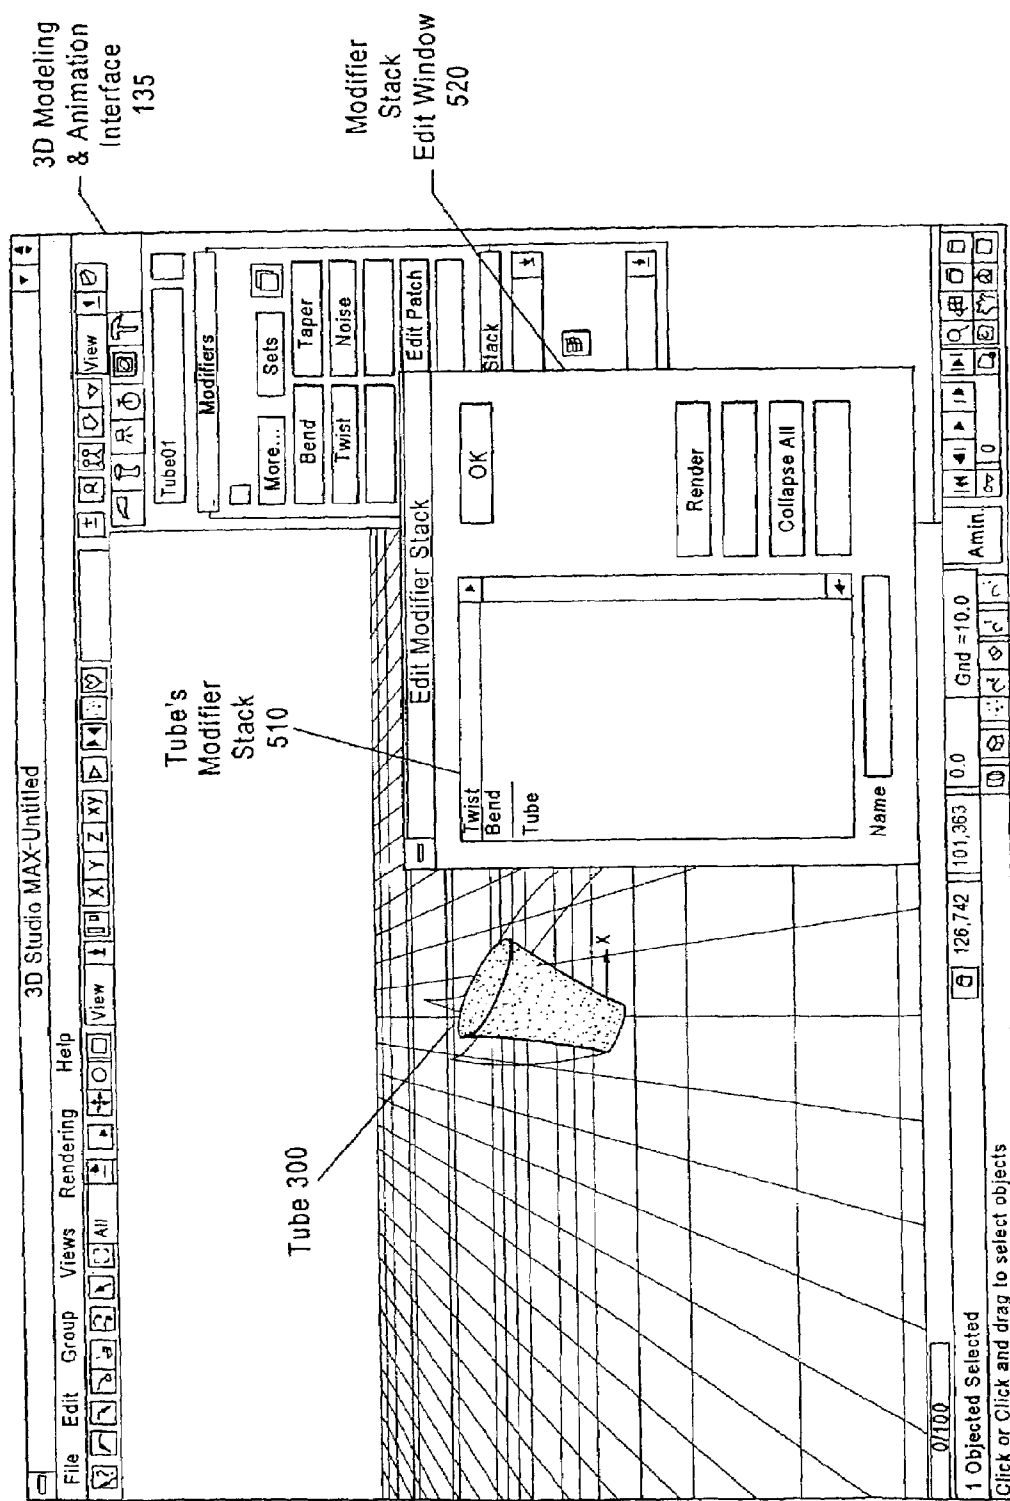 3D Modeling
& Animation
Interface
135
Modifier
Stack
Edit Window
520
Tube's
Modifier
Stack
510
Tube 300
3D Studio MAX-Untitled
File Edit Group Views Rendering Help
All View X Y Z xy View
Tube01
Modifiers
More... Sets
Bend Taper
Twist Noise
Edit Patch
Stack
Edit Modifier Stack
Twist
Bend
Tube
OK
Render
Collapse All
Name
X
0/100
1 Objected Selected
126,742 101,363 0.0 Gnd =10.0
Amin.
0
Click or Click and drag to select objects